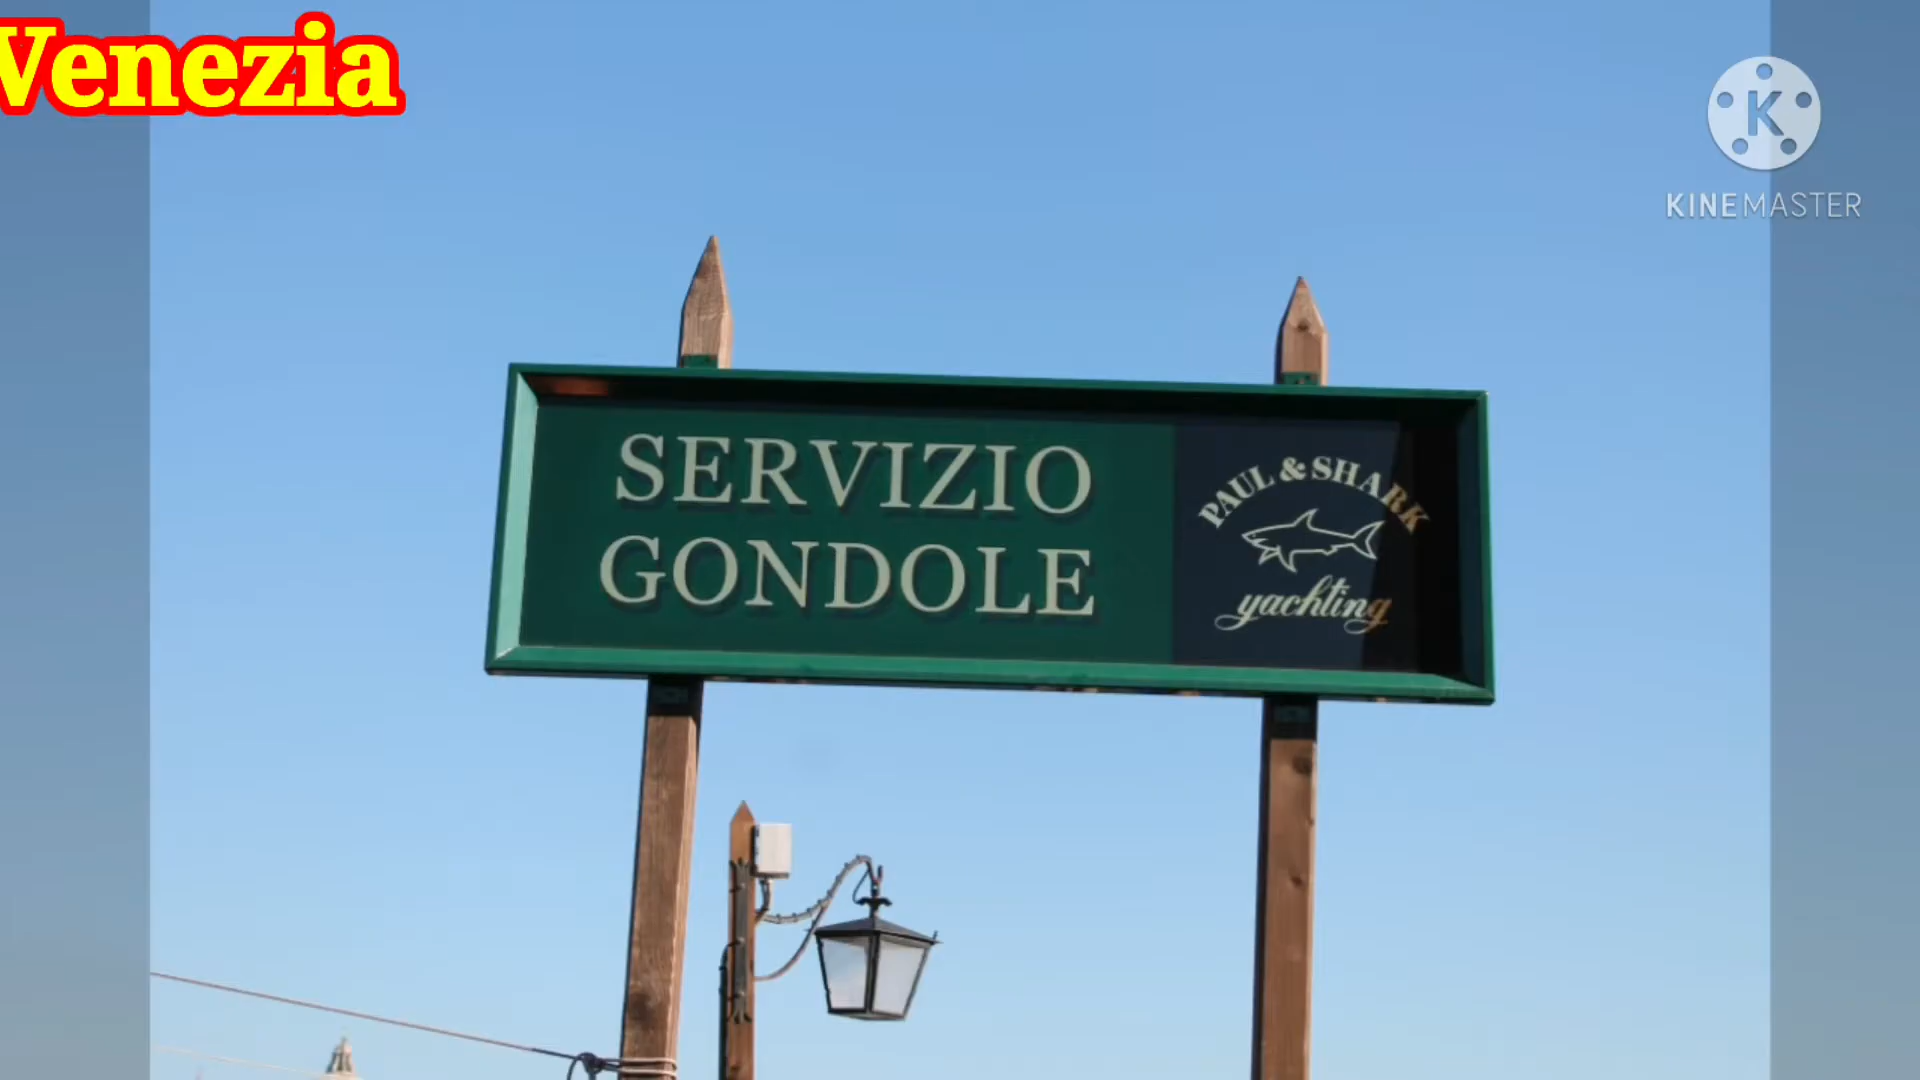 Venezia
K
KINEMASTER
SERVIZIO
GONDOLE
PAUL & SHARK
yachting